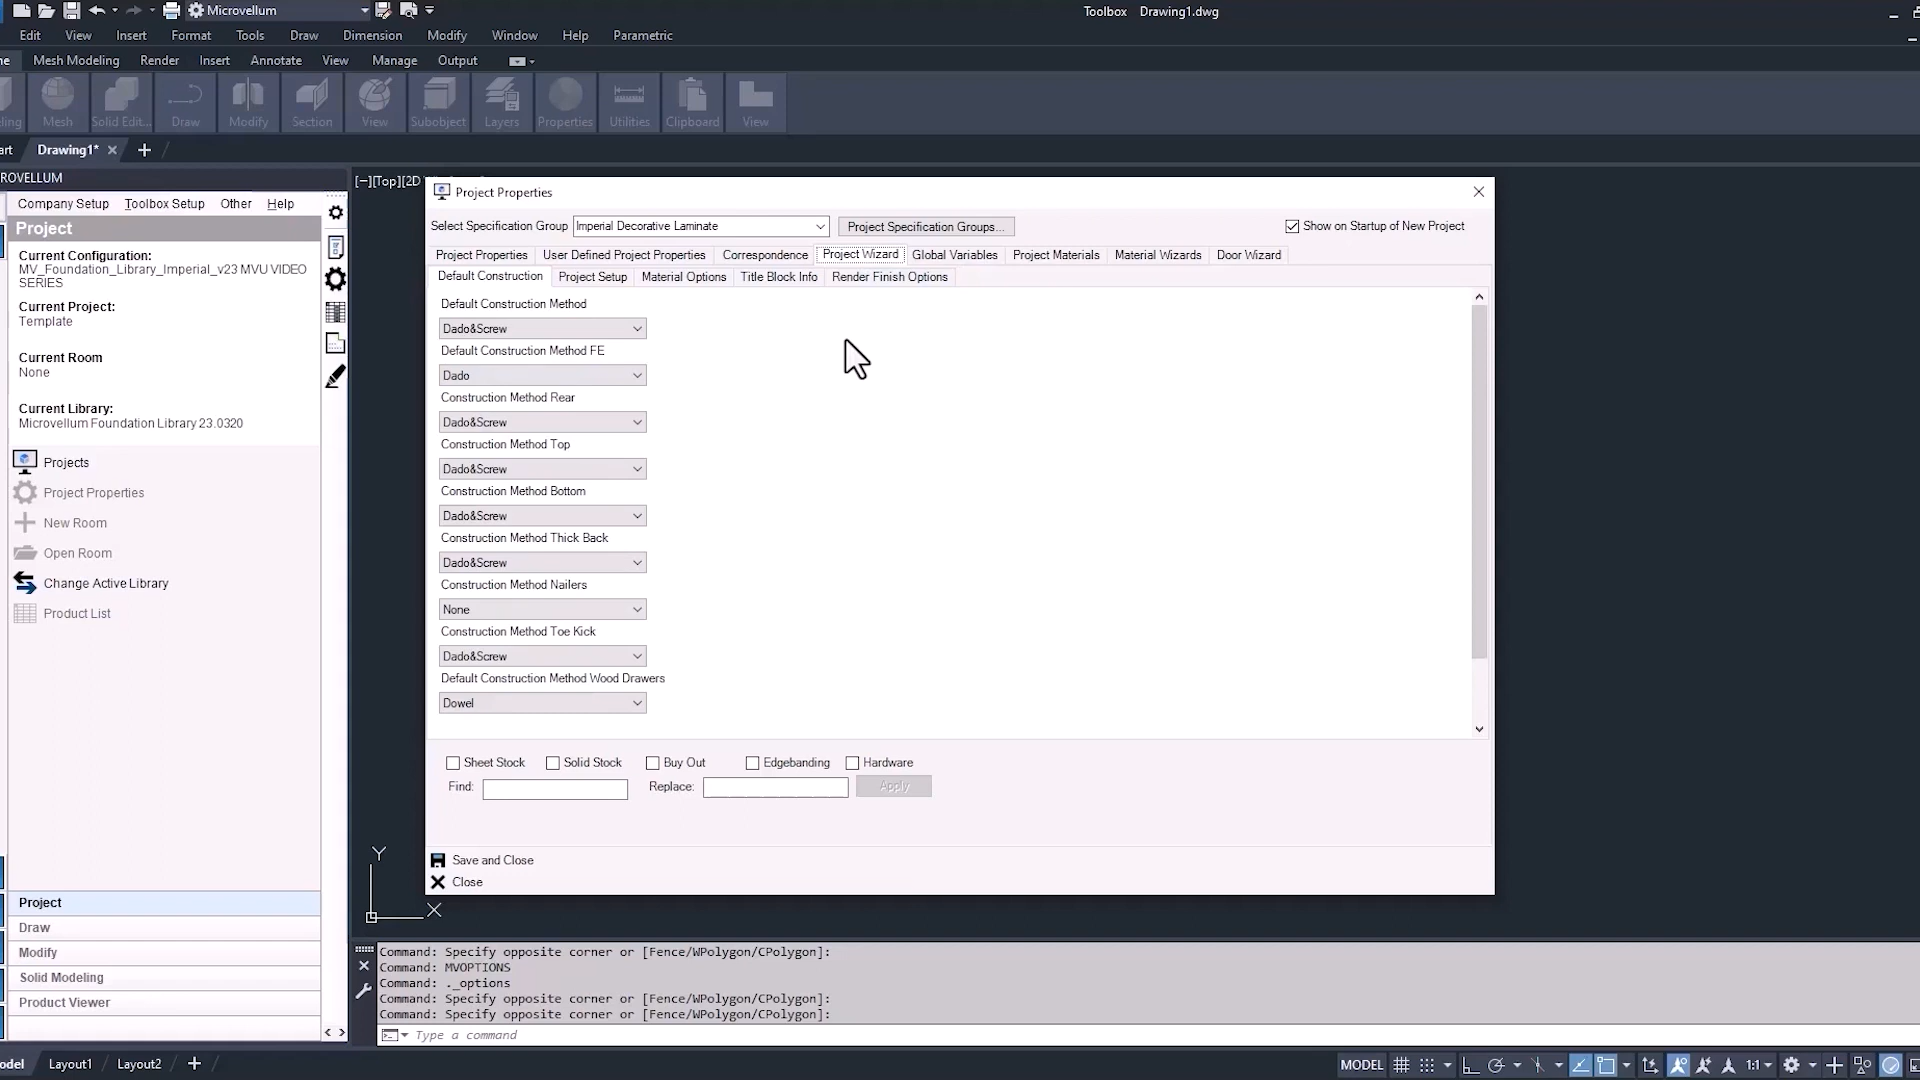 Microvellum
Toolbox Drawing1.dwg
Edit View Insert Format Tools Draw Dimension Modify Window Help Parametric
Mesh Modeling Render Insert Annotate View Manage Output
Mesh Solid Edit... Draw Modify Section View Subobject Layers Properties Utilities Clipboard View
Drawing1*
ROVELLUM
[−][Top][2D
Company Setup Toolbox Setup Other Help
Project
Current Configuration:
MV_Foundation_Library_Imperial_v23 MVU VIDEO
SERIES
Current Project:
Template
Current Room
None
Current Library:
Microvellum Foundation Library 23.0320
Projects
Project Properties
New Room
Open Room
Change Active Library
Product List
Project
Draw
Modify
Solid Modeling
Product Viewer
Project Properties
Select Specification Group Imperial Decorative Laminate Project Specification Groups... Show on Startup of New Project
Project Properties User Defined Project Properties Correspondence Project Wizard Global Variables Project Materials Material Wizards Door Wizard
Default Construction Project Setup Material Options Title Block Info Render Finish Options
Default Construction Method
Dado&Screw
Default Construction Method FE
Dado
Construction Method Rear
Dado&Screw
Construction Method Top
Dado&Screw
Construction Method Bottom
Dado&Screw
Construction Method Thick Back
Dado&Screw
Construction Method Nailers
None
Construction Method Toe Kick
Dado&Screw
Default Construction Method Wood Drawers
Dowel
Sheet Stock Solid Stock Buy Out Edgebanding Hardware
Find: Replace: Apply
Save and Close
Close
Y
X
Command: Specify opposite corner or [Fence/WPolygon/CPolygon]:
Command: MVOPTIONS
Command: ._options
Command: Specify opposite corner or [Fence/WPolygon/CPolygon]:
Command: Specify opposite corner or [Fence/WPolygon/CPolygon]:
Type a command
odel Layout1 Layout2
MODEL 1:1